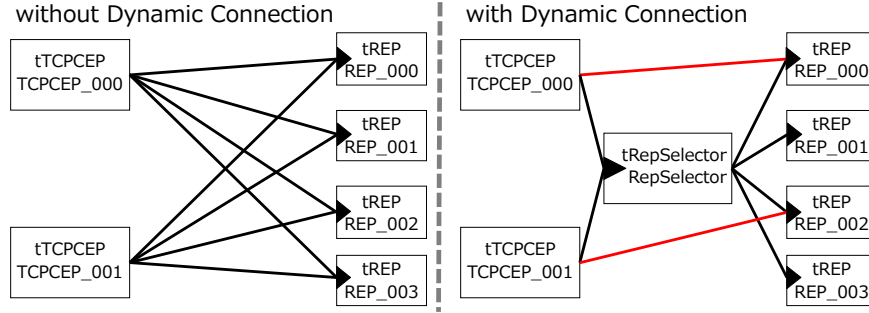 without Dynamic Connection
tTCPCEP
TCPCEP_000
tTCPCEP
TCPCEP_001
tREP
REP_000
tREP
REP_001
tREP
REP_002
tREP
REP_003
with Dynamic Connection
tTCPCEP
TCPCEP_000
tTCPCEP
TCPCEP_001
tRepSelector
RepSelector
tREP
REP_000
tREP
REP_001
tREP
REP_002
tREP
REP_003